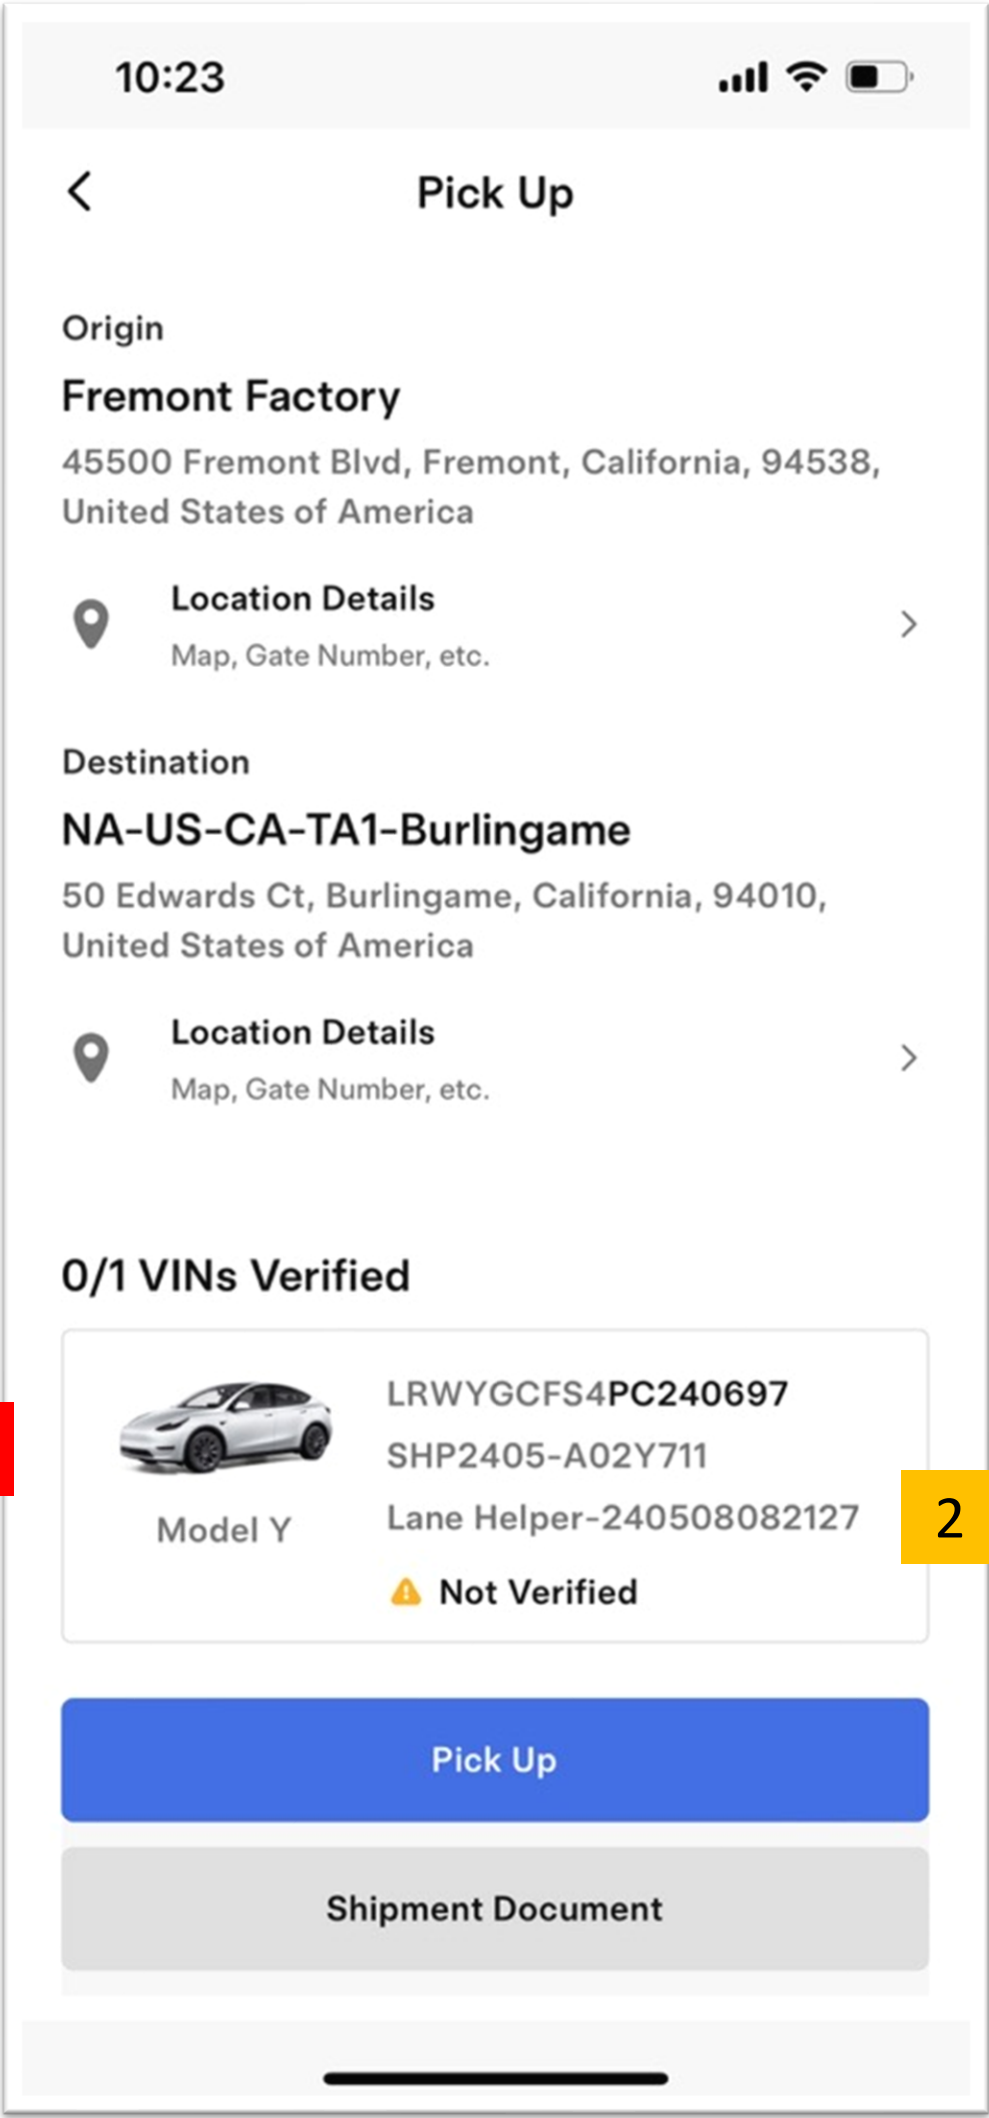 10:23
Pick Up
Origin
Fremont Factory
45500 Fremont Blvd, Fremont, California, 94538,
United States of America
Location Details
Map, Gate Number, etc.
Destination
NA-US-CA-TA1-Burlingame
50 Edwards Ct, Burlingame, California, 94010,
United States of America
Location Details
Map, Gate Number, etc.
0/1 VINs Verified
LRWYGCFS4PC240697
SHP2405-A02Y711
Lane Helper-240508082127
2
Model Y
Not Verified
Pick Up
Shipment Document